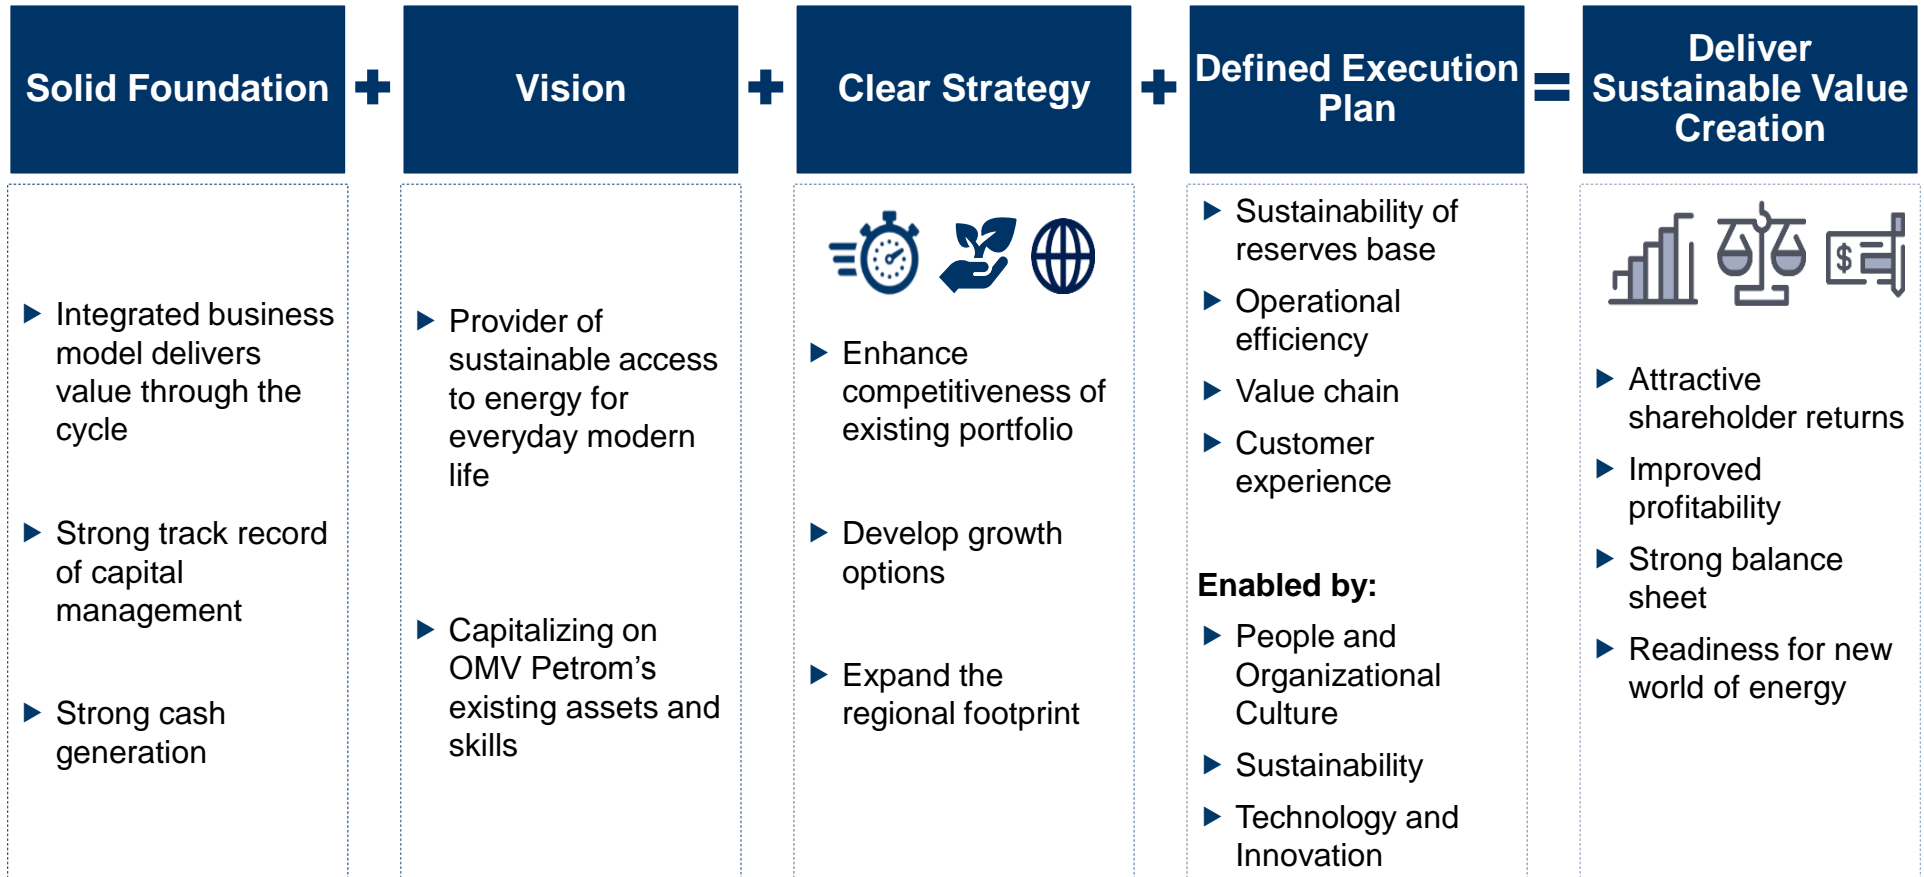 Solid Foundation
Integrated business
model delivers
value through the
cycle
Strong track record
of capital
management
Strong cash
generation
Vision
Provider of
sustainable access
to energy for
everyday modern
life
Capitalizing on
OMV Petrom’s
existing assets and
skills
Clear Strategy
Enhance
competitiveness of
existing portfolio
Develop growth
options
Expand the
regional footprint
Defined Execution
Plan
Sustainability of
reserves base
Operational
efficiency
Value chain
Customer
experience
Enabled by:
People and
Organizational
Culture
Sustainability
Technology and
Innovation
Deliver
Sustainable Value
Creation
$
Attractive
shareholder returns
Improved
profitability
Strong balance
sheet
Readiness for new
world of energy